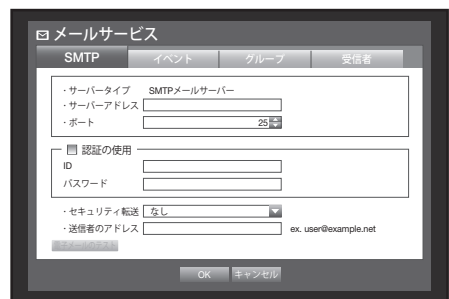 メールサービス
SMTP イベント グループ 受信者
・サーバータイプ SMTPメールサーバー
・サーバーアドレス
・ポート 25
認証の使用
ID
パスワード
・セキュリティ転送 なし
・送信者のアドレス ex. user@example.net
OK キャンセル